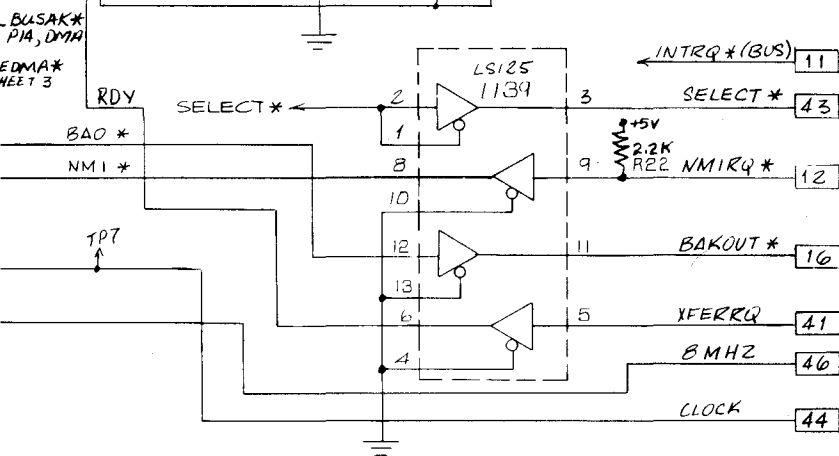 BUSAK*
PIA, DMA
EDMA*
HEET 3
RDY
BAO *
NMI *
TP7
SELECT*
LS125
1139
2
3
1
8
9
10
12
11
13
6
5
4
INTRQ*(BUS) 11
SELECT* 43
+5V
2.2K
R22
NMIRQ* 12
BAKOUT* 16
XFERRQ 41
8MHZ 46
CLOCK 44